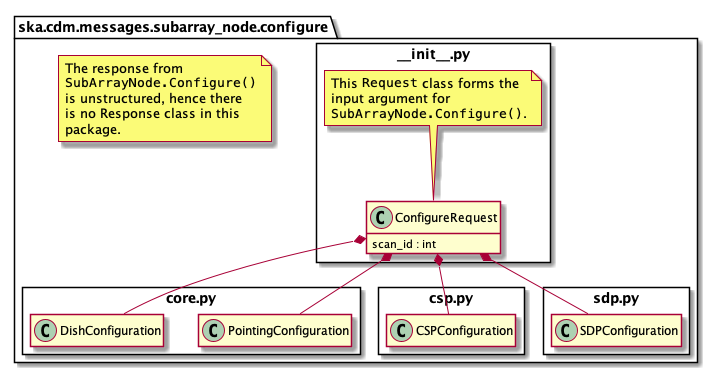 ska.cdm.messages.subarray_node.configure
The response from
SubArrayNode.Configure()
is unstructured, hence there
is no Response class in this
package.
__init__.py
This Request class forms the
input argument for
SubArrayNode.Configure().
C ConfigureRequest
scan_id : int
core.py
C DishConfiguration
C PointingConfiguration
csp.py
C CSPConfiguration
sdp.py
C SDPConfiguration